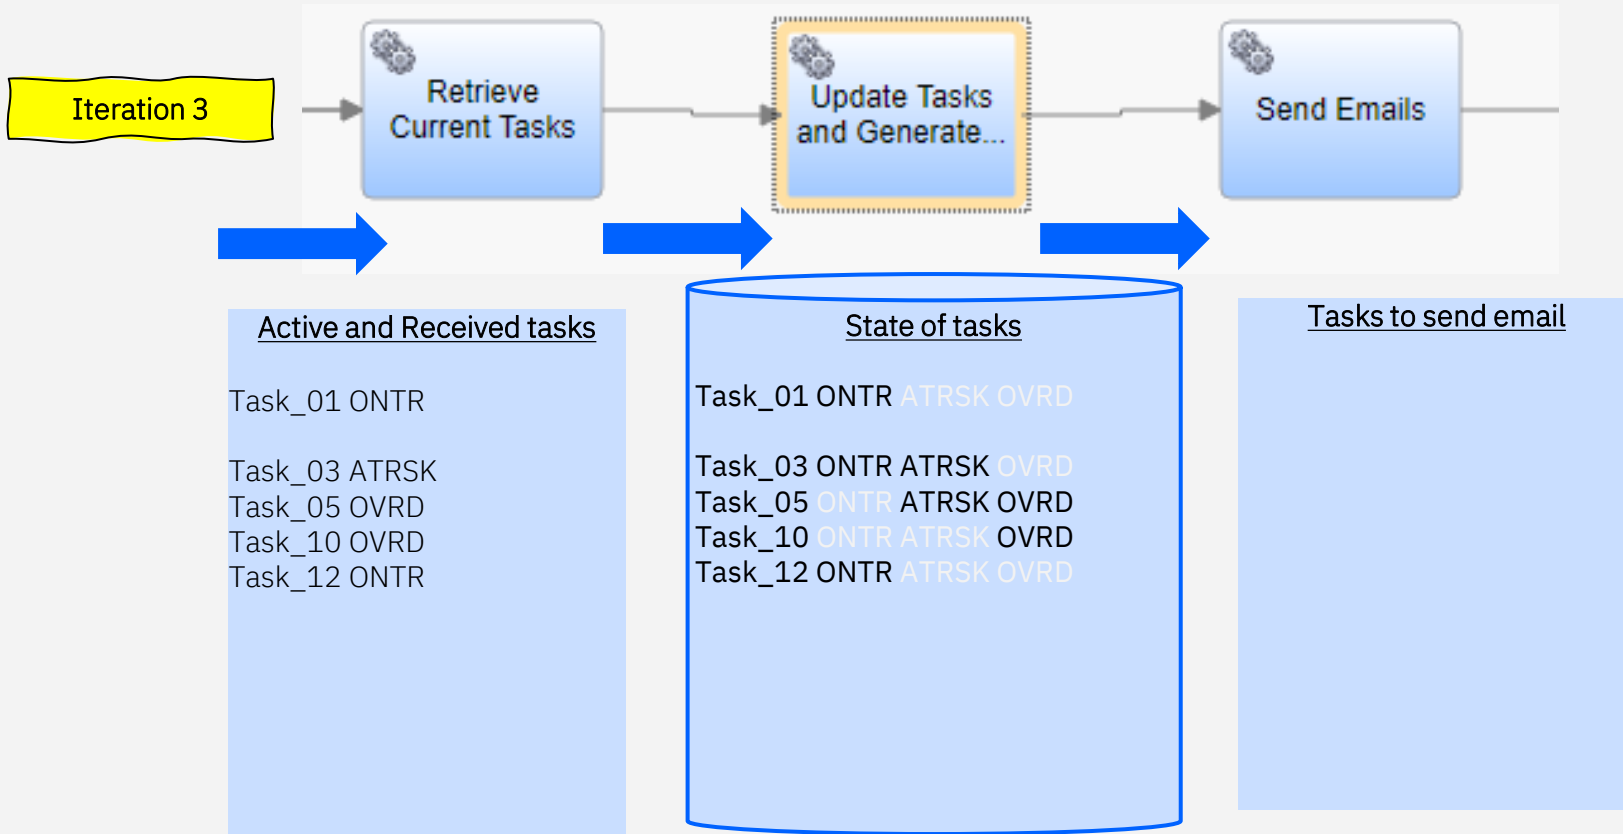 Iteration 3
Retrieve
Current Tasks
Update Tasks
and Generate...
Send Emails
Active and Received tasks
Task_01 ONTR
Task_03 ATRSK
Task_05 OVRD
Task_10 OVRD
Task_12 ONTR
State of tasks
Task_01 ONTR ATRSK OVRD
Task_03 ONTR ATRSK OVRD
Task_05 ONTR ATRSK OVRD
Task_10 ONTR ATRSK OVRD
Task_12 ONTR ATRSK OVRD
Tasks to send email